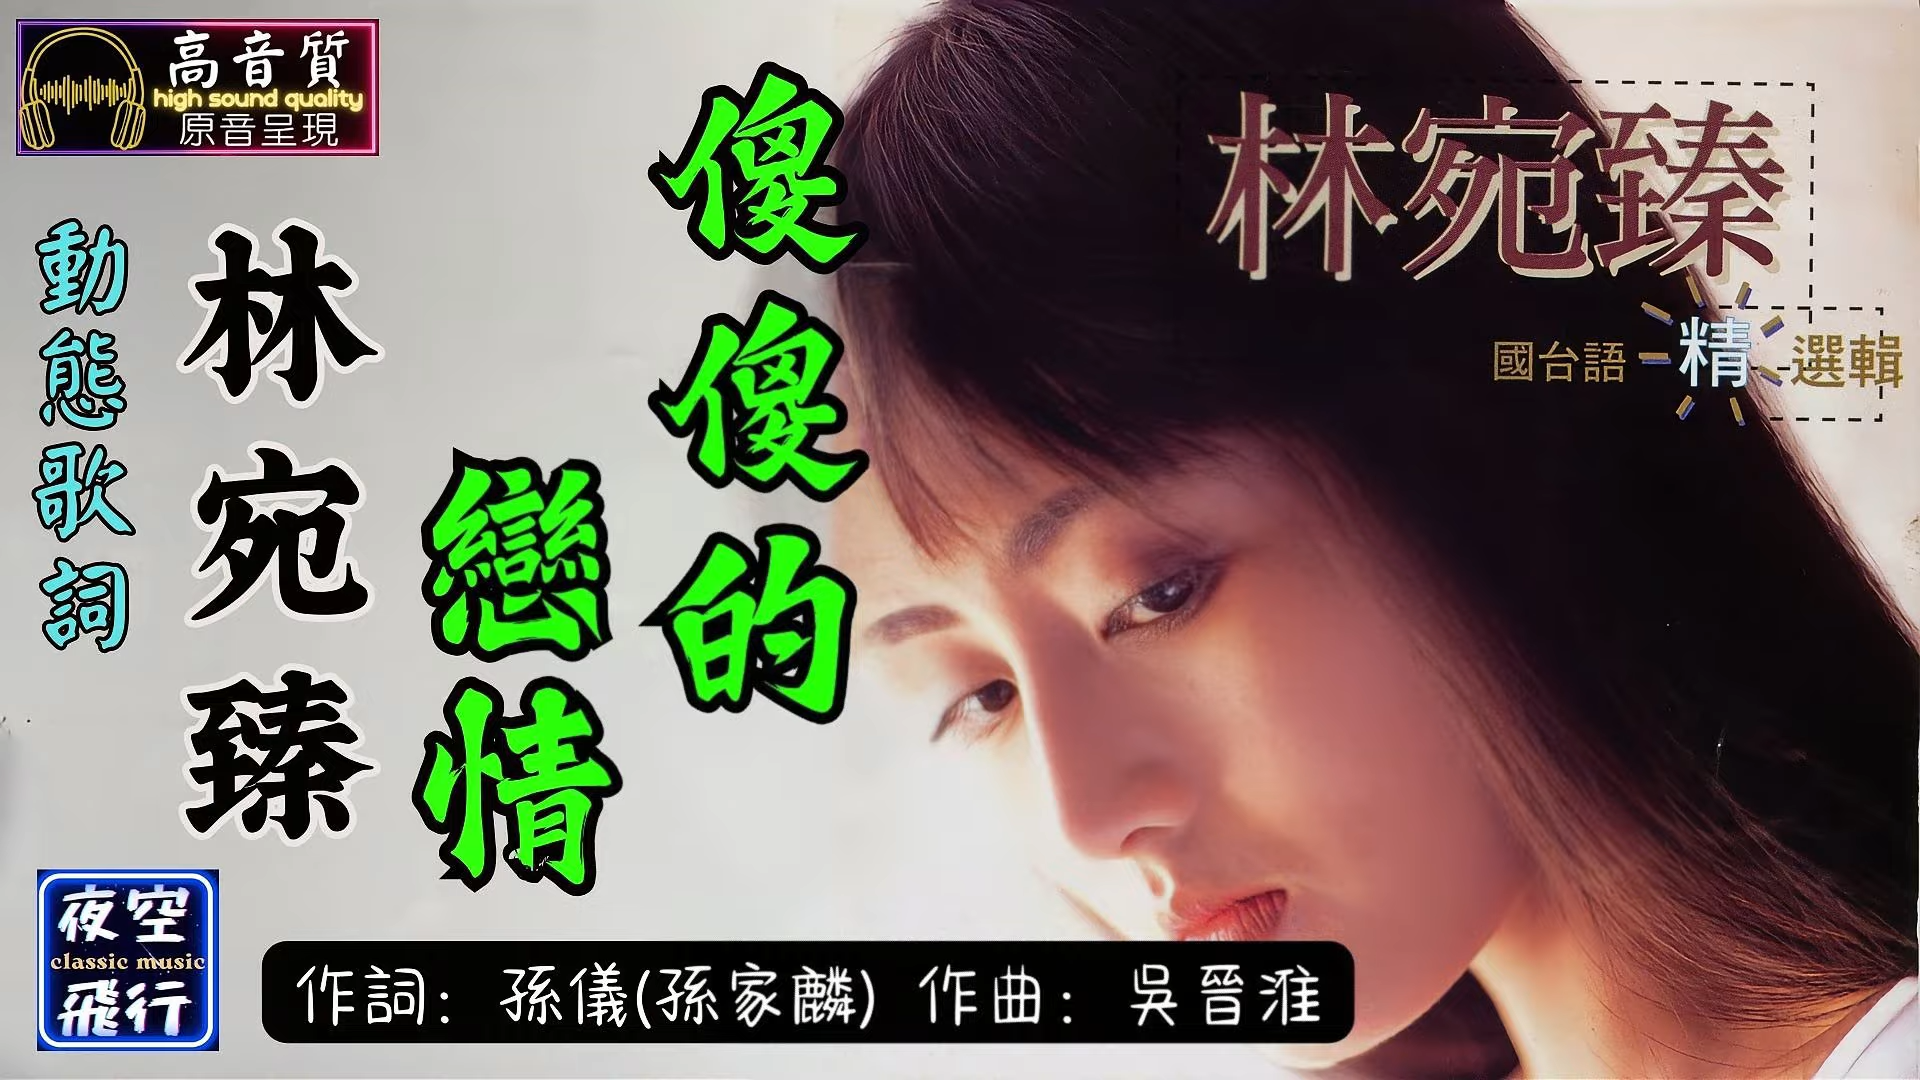 高音質
high sound quality
原音呈現
動態歌詞
林宛臻
傻傻的
戀情
林宛臻
國台語精選輯
夜空
classic music
飛行
作詞：孫儀(孫家麟) 作曲：吳晉淮